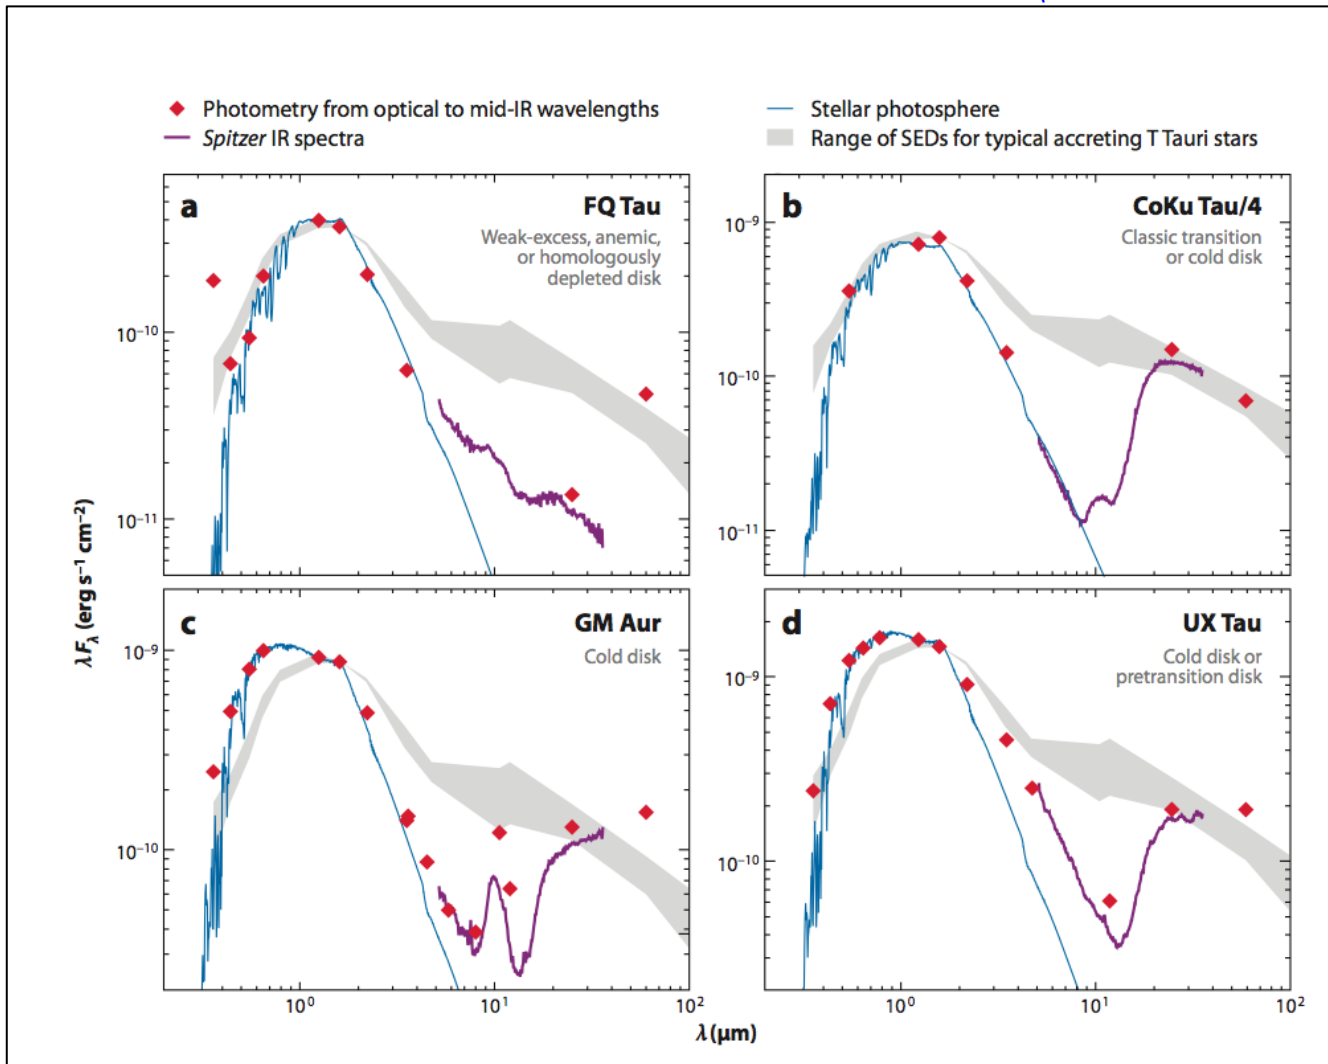 Photometry from optical to mid-IR wavelengths
Spitzer IR spectra
Stellar photosphere
Range of SEDs for typical accreting T Tauri stars
a
FQ Tau
Weak-excess, anemic,
or homologously
depleted disk
10⁻¹⁰
10⁻¹¹
b
CoKu Tau/4
Classic transition
or cold disk
10⁻⁹
10⁻¹⁰
10⁻¹¹
c
GM Aur
Cold disk
10⁻⁹
10⁻¹⁰
10⁰
10¹
10²
d
UX Tau
Cold disk or
pretransition disk
10⁻⁹
10⁻¹⁰
10⁰
10¹
10²
λFλ (erg s⁻¹ cm⁻²)
λ (μm)